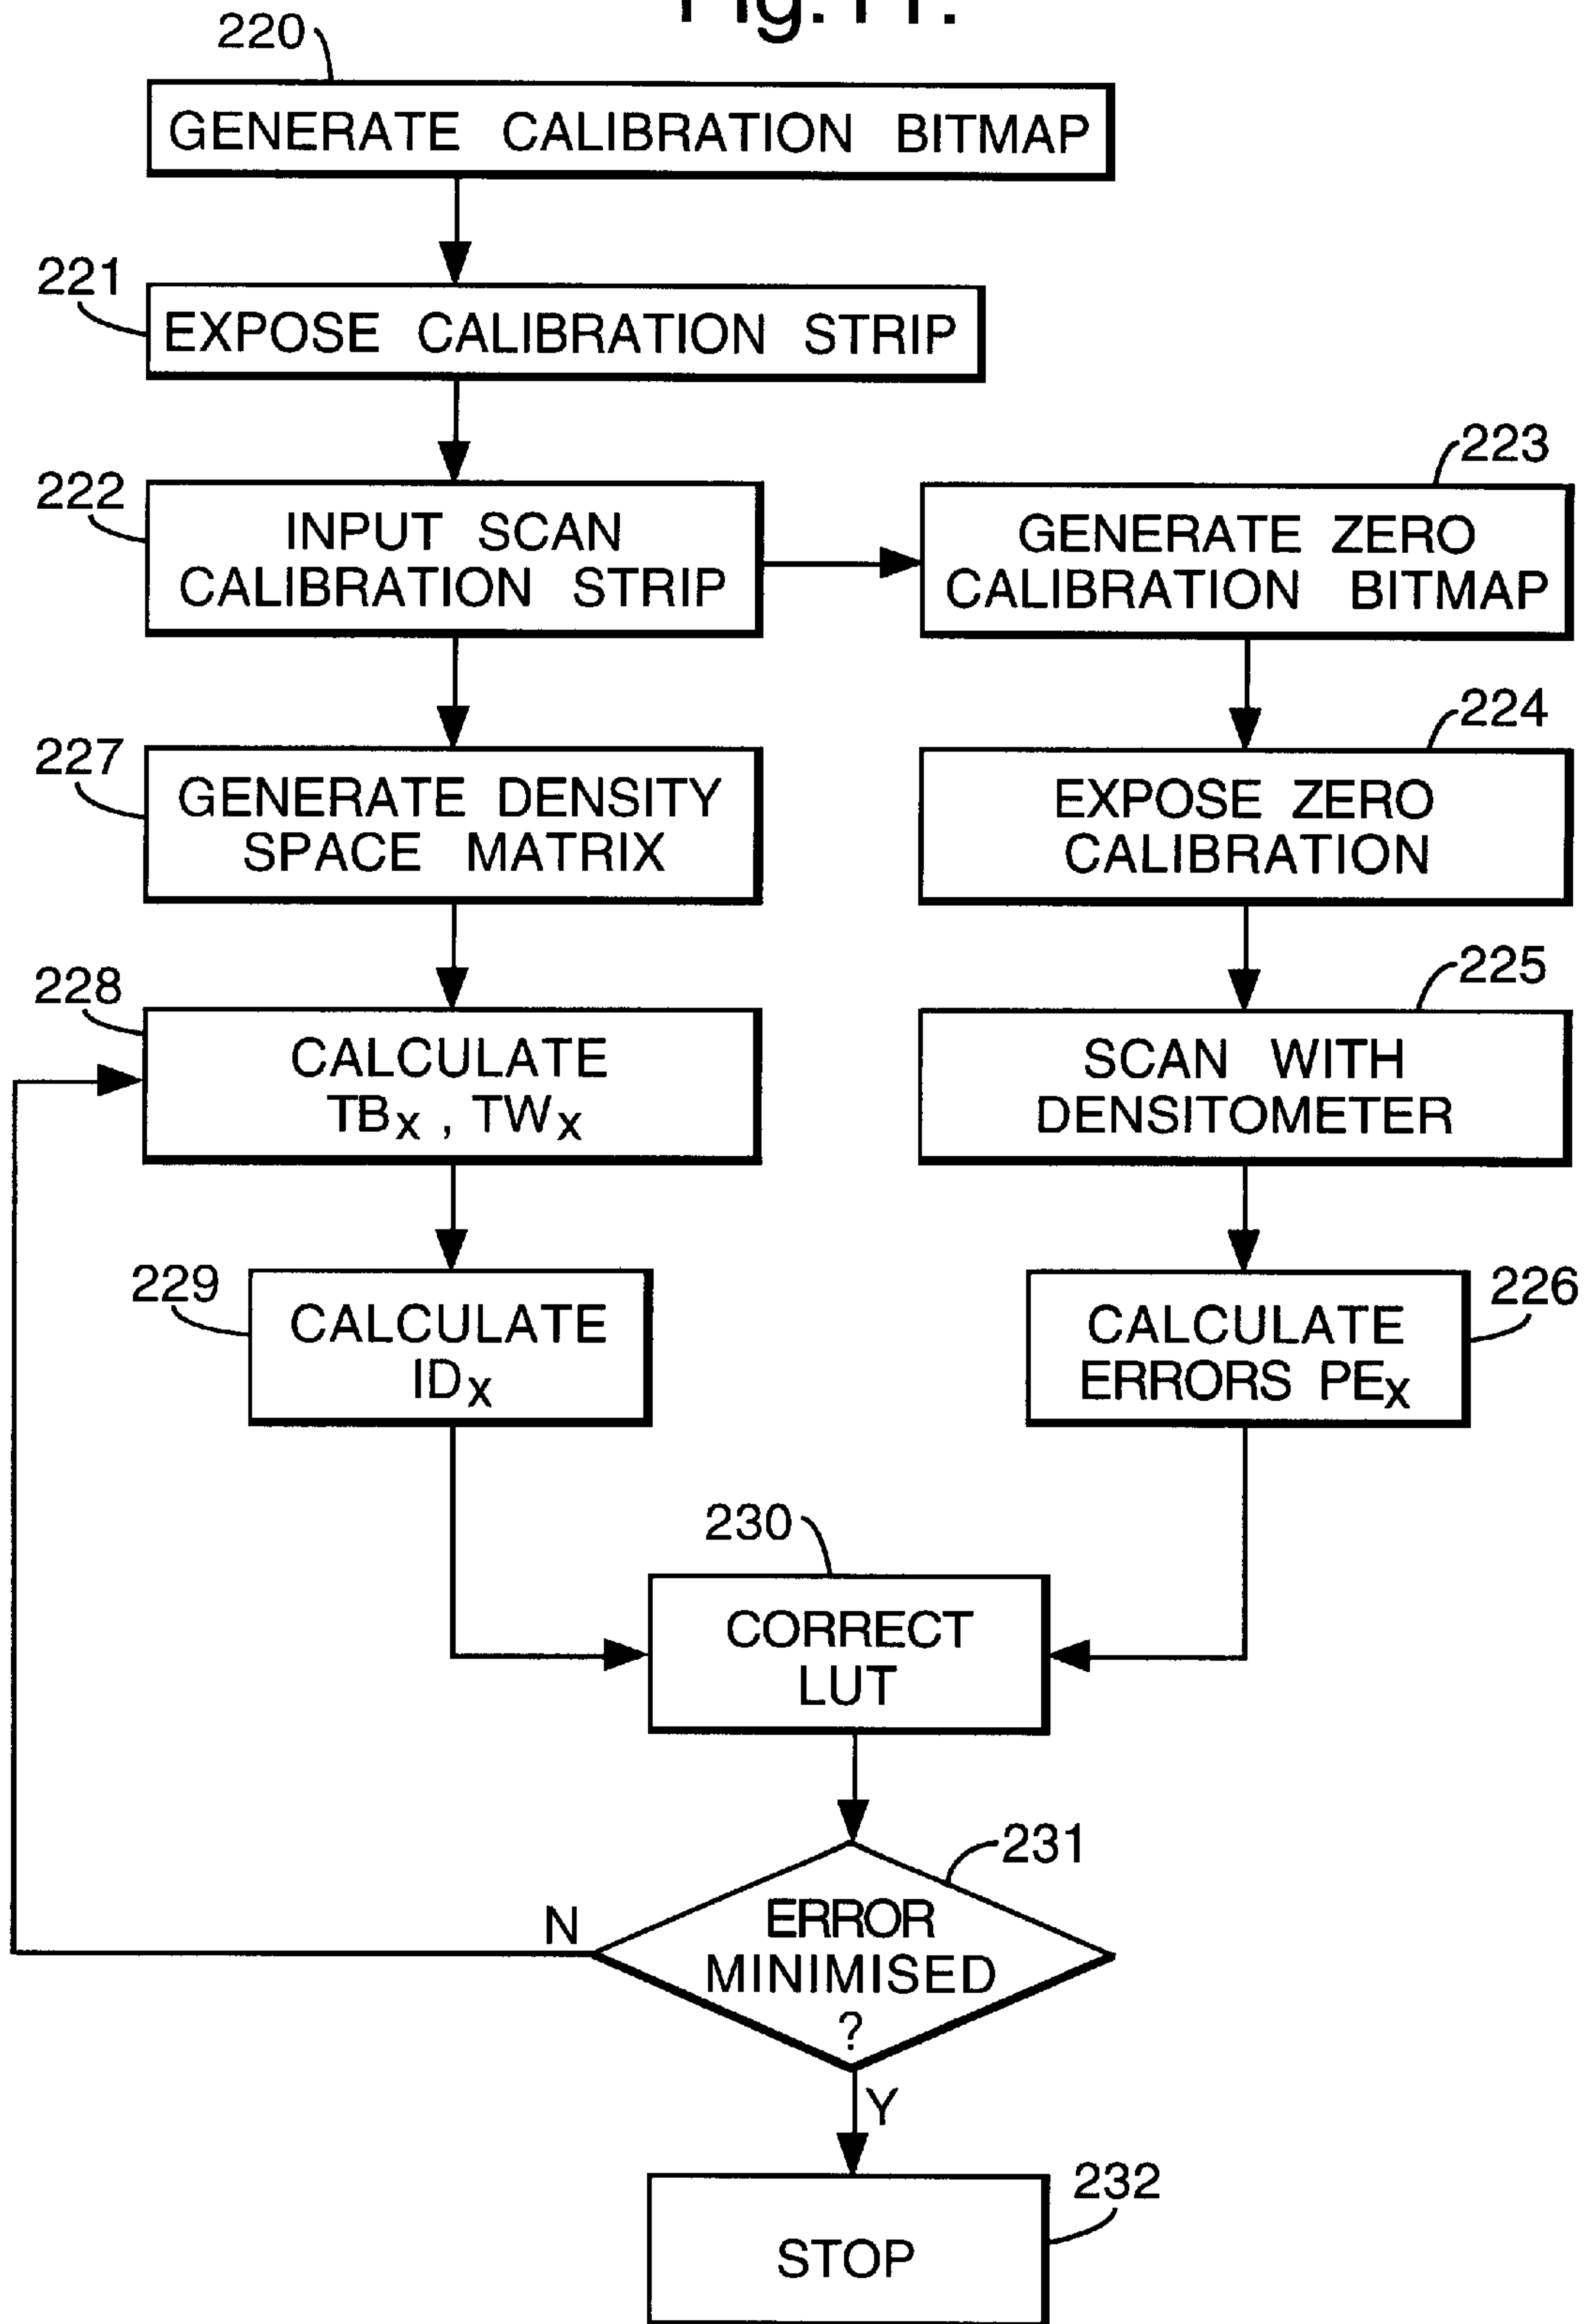 Fig. 11.
220
GENERATE CALIBRATION BITMAP
221
EXPOSE CALIBRATION STRIP
222
INPUT SCAN
CALIBRATION STRIP
223
GENERATE ZERO
CALIBRATION BITMAP
227
GENERATE DENSITY
SPACE MATRIX
224
EXPOSE ZERO
CALIBRATION
228
CALCULATE
TBx , TWx
225
SCAN WITH
DENSITOMETER
229
CALCULATE
IDx
226
CALCULATE
ERRORS PEx
230
CORRECT
LUT
231
N
ERROR
MINIMISED
?
Y
232
STOP